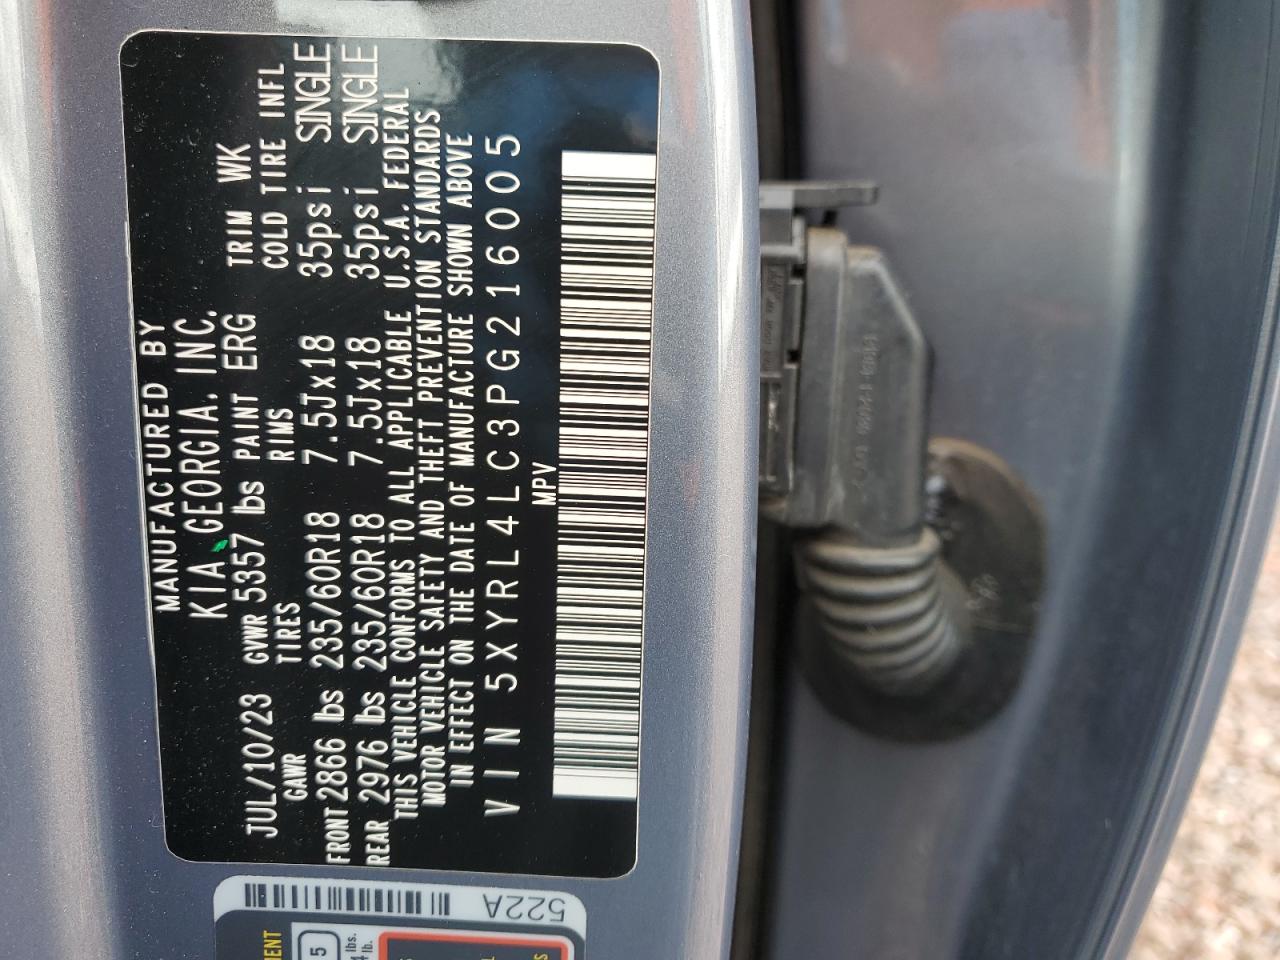 MANUFACTURED BY
KIA GEORGIA. INC.
JUL/10/23 GVWR 5357 lbs PAINT ERG TRIM WK
GAWR TIRES RIMS COLD TIRE INFL
FRONT 2866 lbs 235/60R18 7.5Jx18 35psi SINGLE
REAR 2976 lbs 235/60R18 7.5Jx18 35psi SINGLE
THIS VEHICLE CONFORMS TO ALL APPLICABLE U.S.A. FEDERAL
MOTOR VEHICLE SAFETY AND THEFT PREVENTION STANDARDS
IN EFFECT ON THE DATE OF MANUFACTURE SHOWN ABOVE
VIN 5XYRL4LC3PG216005
MPV
522A
5